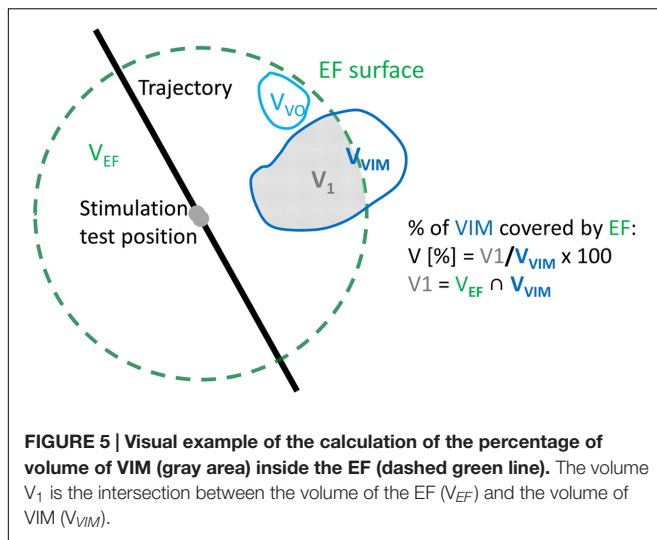 Trajectory
EF surface
V_VO
V_EF
V_VIM
V_1
Stimulation
test position
% of VIM covered by EF:
V [%] = V1/V_VIM x 100
V1 = V_EF ∩ V_VIM
FIGURE 5 | Visual example of the calculation of the percentage of
volume of VIM (gray area) inside the EF (dashed green line). The volume
V_1 is the intersection between the volume of the EF (V_EF) and the volume of
VIM (V_VIM).